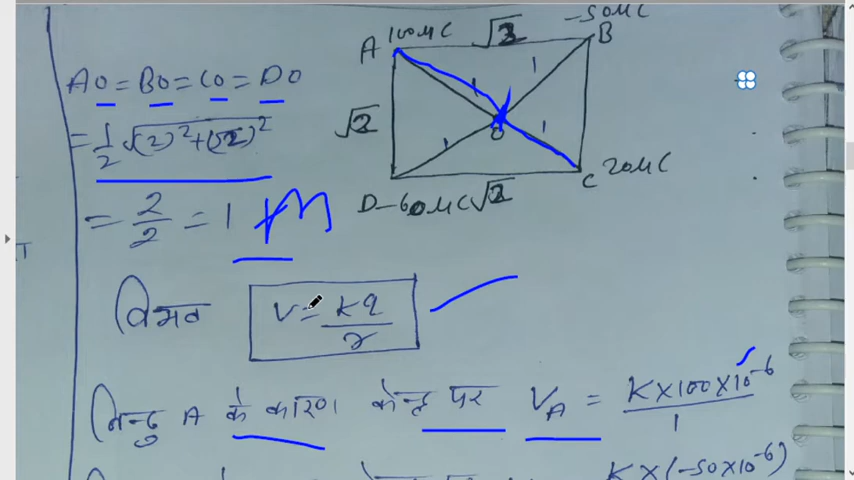 A 100μC √2 -50μC B
AO = BO = CO = DO
1
1
= 1/2 √(2)²+(√2)²
√2
1
O
1
D-60μC √2
C 20μC
= 2/2 = 1 m
विभव V = Kq/r
बिन्दु A के कारण केन्द्र पर V_A = K×100×10⁻⁶/1
K×(-50×10⁻⁶)